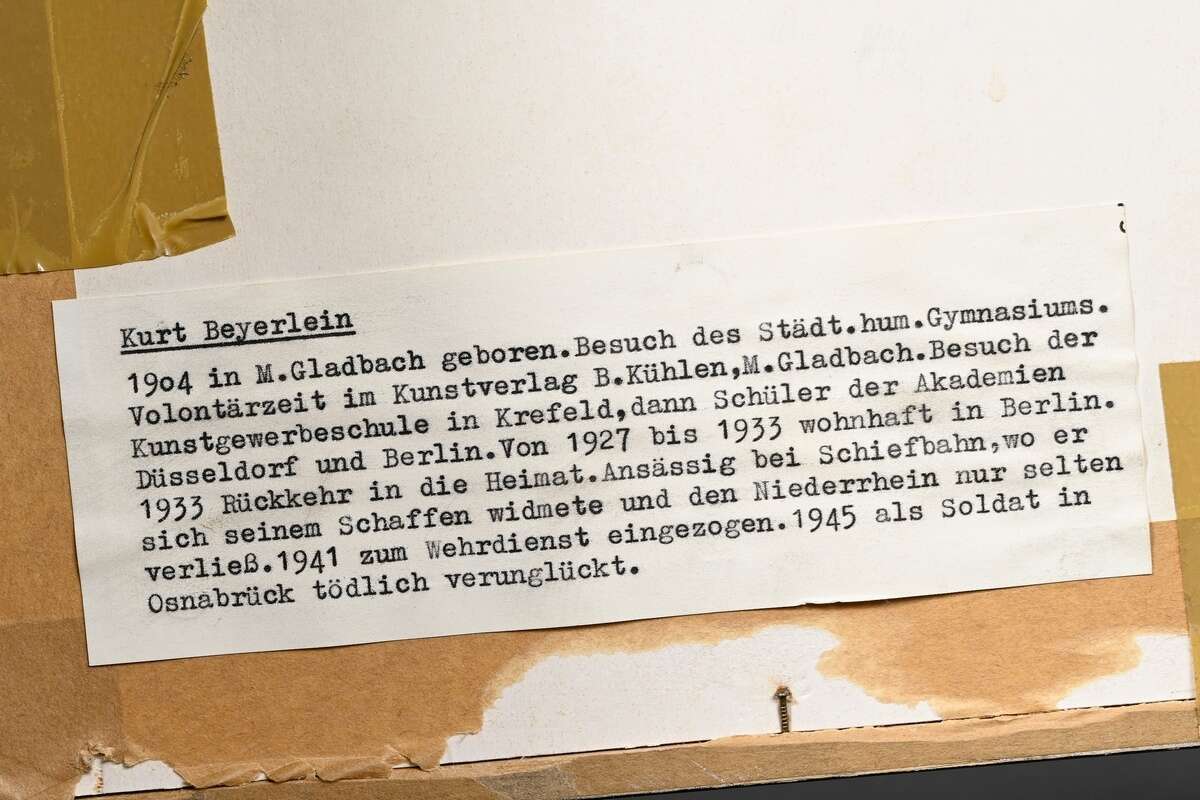 Kurt Beyerlein
19o4 in M.Gladbach geboren.Besuch des Städt.hum.Gymnasiums.
Volontärzeit im Kunstverlag B.Kühlen,M.Gladbach.Besuch der
Kunstgewerbeschule in Krefeld,dann Schüler der Akademien
Düsseldorf und Berlin.Von 1927 bis 1933 wohnhaft in Berlin.
1933 Rückkehr in die Heimat.Ansässig bei Schiefbahn,wo er
sich seinem Schaffen widmete und den Niederrhein nur selten
verließ.1941 zum Wehrdienst eingezogen.1945 als Soldat in
Osnabrück tödlich verunglückt.